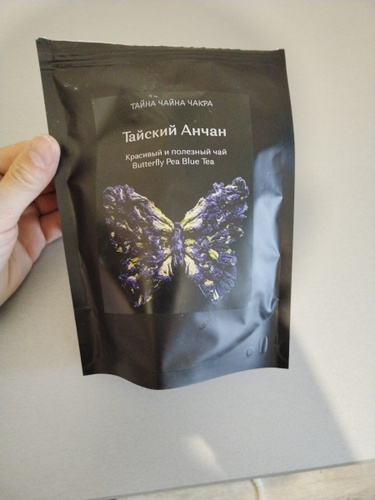 ТАЙНА ЧАЙНА ЧАКРА
Тайский Анчан
Красивый и полезный чай
Butterfly Pea Blue Tea